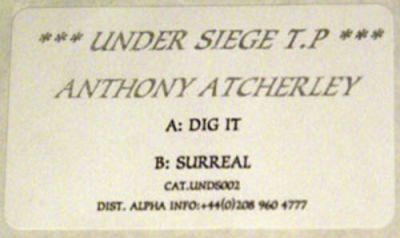 *** UNDER SIEGE T.P ***
ANTHONY ATCHERLEY
A: DIG IT
B: SURREAL
CAT.UNDS002
DIST. ALPHA INFO:+44(0)208 960 4777